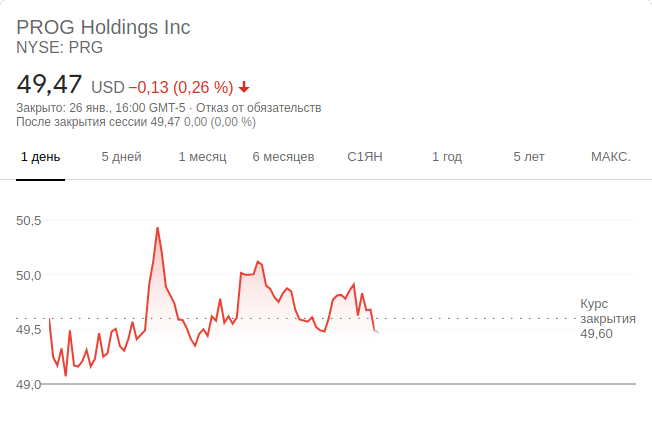 PROG Holdings Inc
NYSE: PRG
49,47 USD −0,13 (0,26 %)
Закрыто: 26 янв., 16:00 GMT-5 · Отказ от обязательств
После закрытия сессии 49,47 0,00 (0,00 %)
1 день 5 дней 1 месяц 6 месяцев С1ЯН 1 год 5 лет МАКС.
50,5
50,0
Курс
закрытия
49,60
49,5
49,0